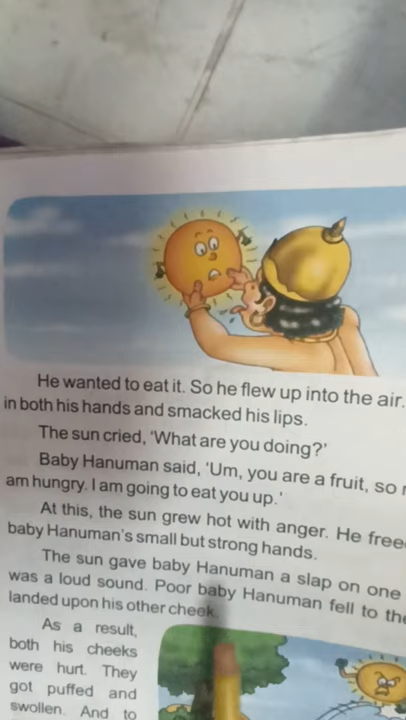 He wanted to eat it. So he flew up into the air.
in both his hands and smacked his lips.
The sun cried, ‘What are you doing?’
Baby Hanuman said, ‘Um, you are a fruit, so
am hungry. I am going to eat you up.’
At this, the sun grew hot with anger. He
baby Hanuman’s small but strong hands.
The sun gave baby Hanuman a slap on one
was a loud sound. Poor baby Hanuman fell to
landed upon his other cheek.
As a result,
both his cheeks
were hurt. They
got puffed and
swollen. And to